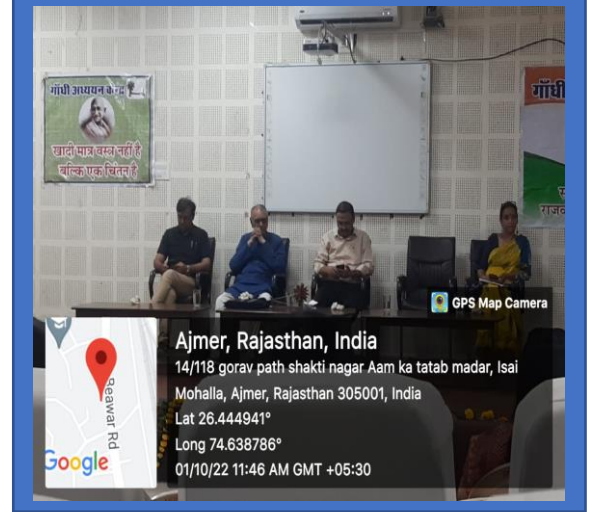 गाँधी अध्ययन केन्द्र
खादी मात्र वस्त्र नहीं है
बल्कि एक चिंतन है
गाँधी
GPS Map Camera
Ajmer, Rajasthan, India
14/118 gorav path shakti nagar Aam ka tatab madar, Isai
Mohalla, Ajmer, Rajasthan 305001, India
Lat 26.444941°
Long 74.638786°
01/10/22 11:46 AM GMT +05:30
Beawar Rd
Google